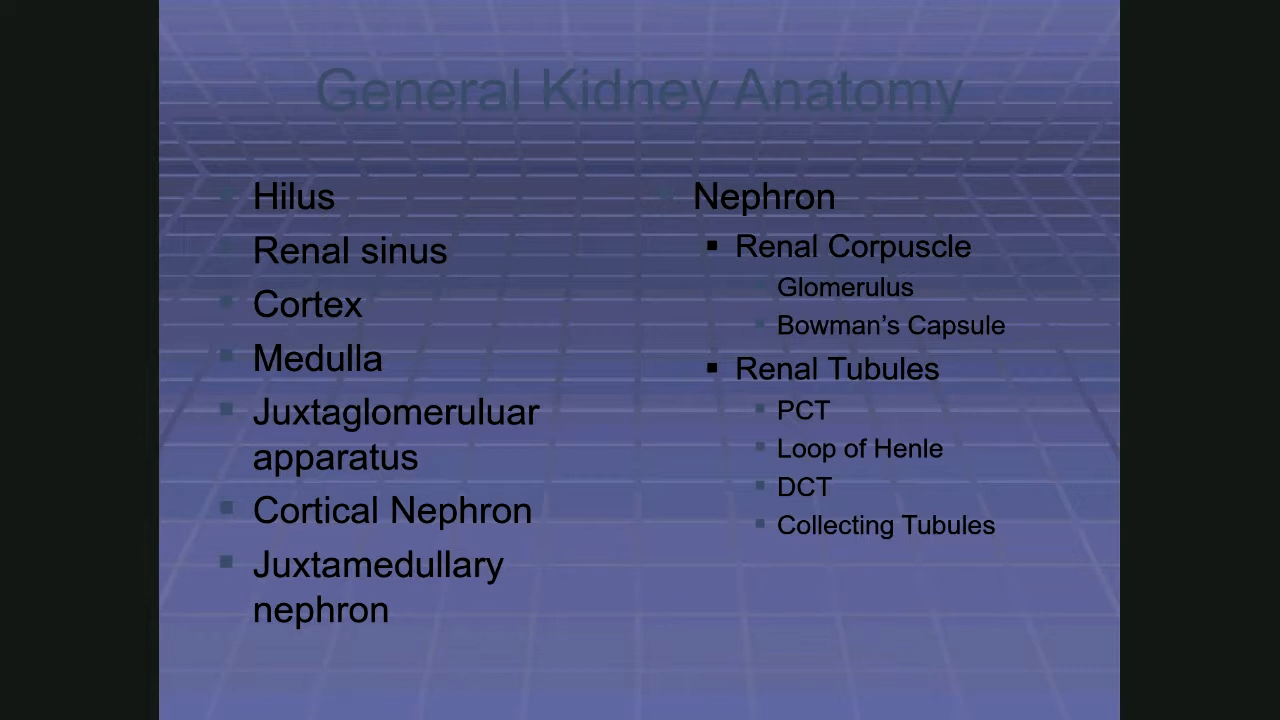 General Kidney Anatomy
Hilus
Renal sinus
Cortex
Medulla
Juxtaglomeruluar
apparatus
Cortical Nephron
Juxtamedullary
nephron
Nephron
Renal Corpuscle
Glomerulus
Bowman’s Capsule
Renal Tubules
PCT
Loop of Henle
DCT
Collecting Tubules